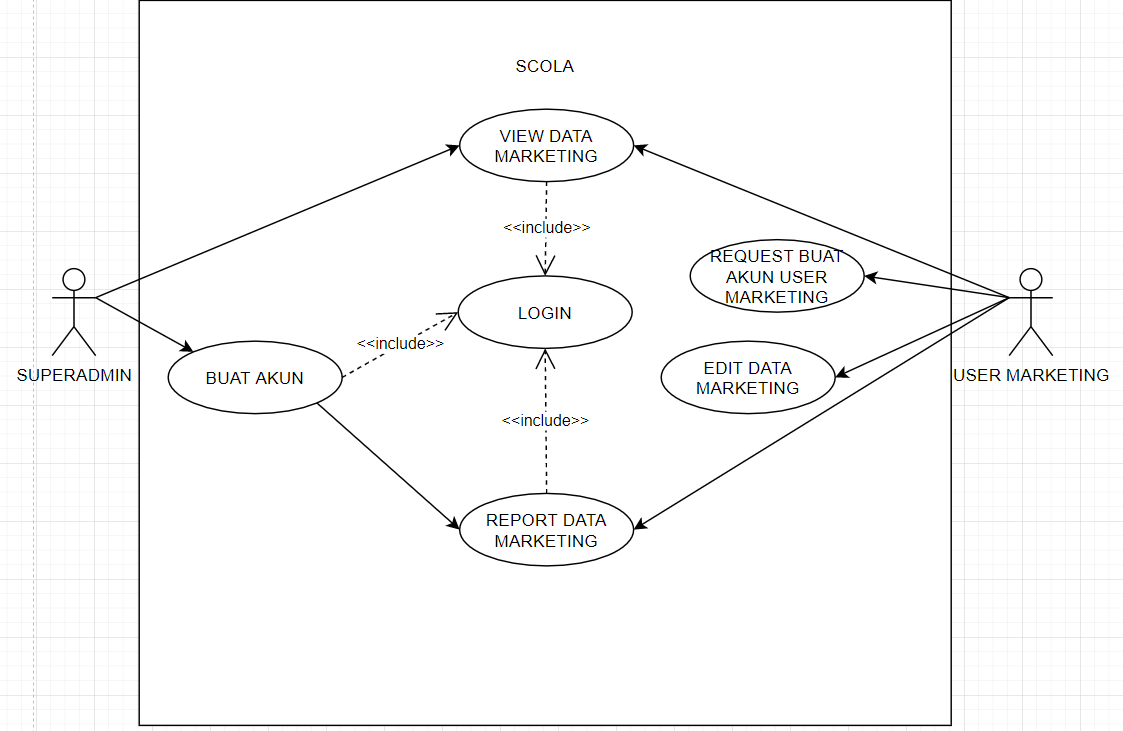 SCOLA
VIEW DATA
MARKETING
<<include>>
REQUEST BUAT
AKUN USER
MARKETING
LOGIN
<<include>>
SUPERADMIN
BUAT AKUN
EDIT DATA
MARKETING
USER MARKETING
<<include>>
REPORT DATA
MARKETING